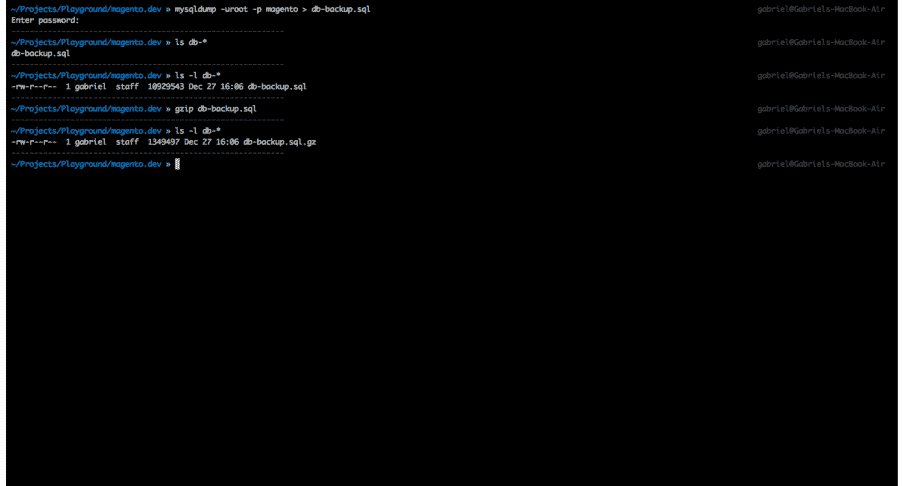 ~/Projects/Playground/magento.dev » mysqldump -uroot -p magento > db-backup.sql gabriel@Gabriels-MacBook-Air
Enter password:
~/Projects/Playground/magento.dev » ls db-* gabriel@Gabriels-MacBook-Air
db-backup.sql
~/Projects/Playground/magento.dev » ls -l db-* gabriel@Gabriels-MacBook-Air
-rw-r--r-- 1 gabriel staff 10929543 Dec 27 16:06 db-backup.sql
~/Projects/Playground/magento.dev » gzip db-backup.sql gabriel@Gabriels-MacBook-Air
~/Projects/Playground/magento.dev » ls -l db-* gabriel@Gabriels-MacBook-Air
-rw-r--r-- 1 gabriel staff 1349497 Dec 27 16:06 db-backup.sql.gz
~/Projects/Playground/magento.dev » gabriel@Gabriels-MacBook-Air